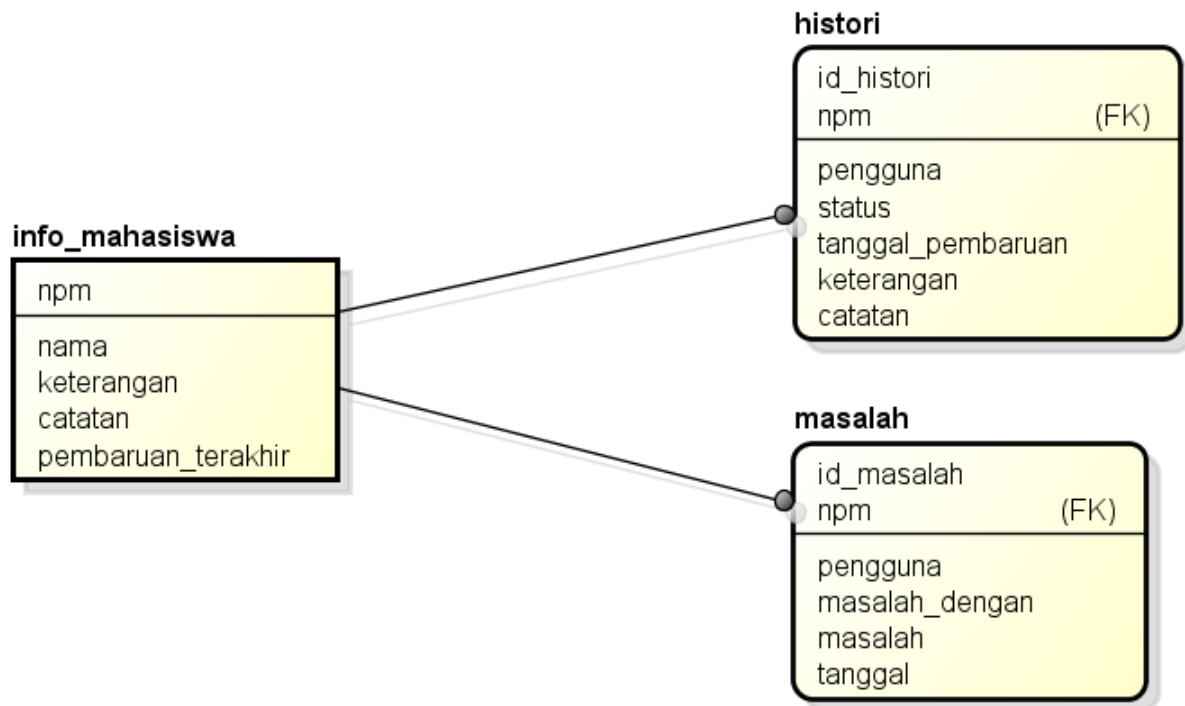 info_mahasiswa
npm
nama
keterangan
catatan
pembaruan_terakhir
histori
id_histori
npm (FK)
pengguna
status
tanggal_pembaruan
keterangan
catatan
masalah
id_masalah
npm (FK)
pengguna
masalah_dengan
masalah
tanggal